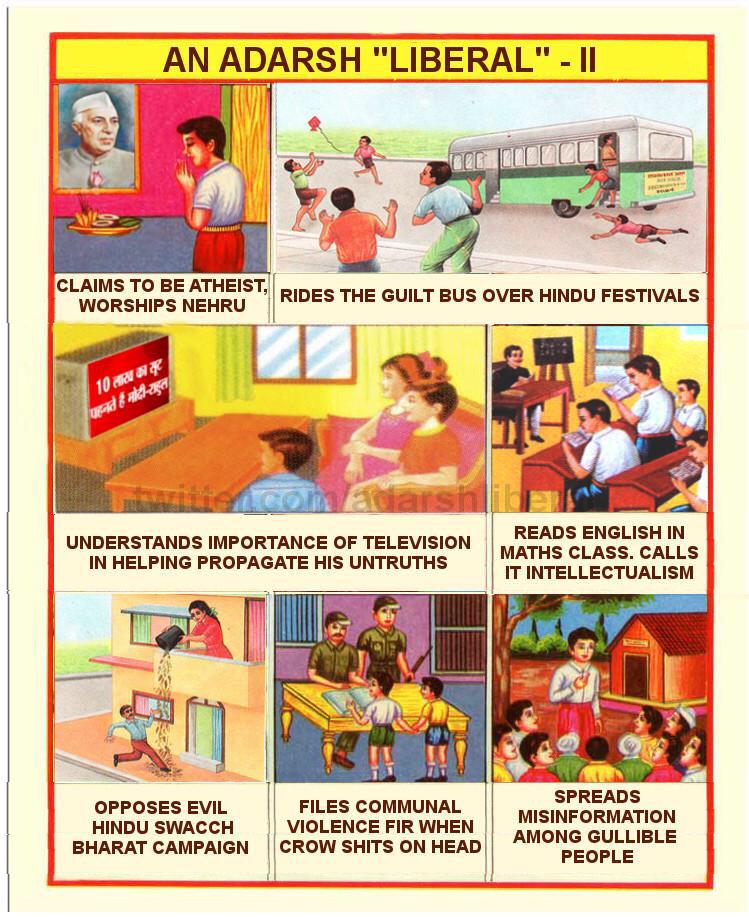 AN ADARSH "LIBERAL" - II
CLAIMS TO BE ATHEIST,
WORSHIPS NEHRU
RIDES THE GUILT BUS OVER HINDU FESTIVALS
10 लाख का सूट
पहनते हैं मोदी-राहुल
twitter.com/adarshliberal
UNDERSTANDS IMPORTANCE OF TELEVISION
IN HELPING PROPAGATE HIS UNTRUTHS
READS ENGLISH IN
MATHS CLASS. CALLS
IT INTELLECTUALISM
OPPOSES EVIL
HINDU SWACCH
BHARAT CAMPAIGN
FILES COMMUNAL
VIOLENCE FIR WHEN
CROW SHITS ON HEAD
SPREADS
MISINFORMATION
AMONG GULLIBLE
PEOPLE